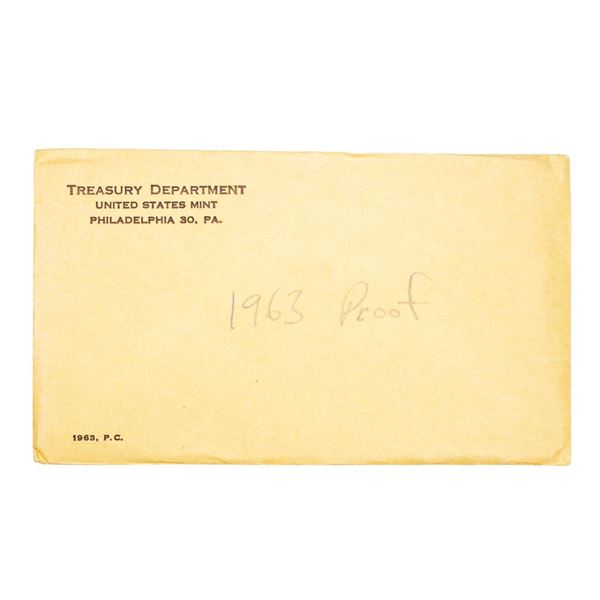 TREASURY DEPARTMENT
UNITED STATES MINT
PHILADELPHIA 30, PA.
1963 Proof
1963, P.C.